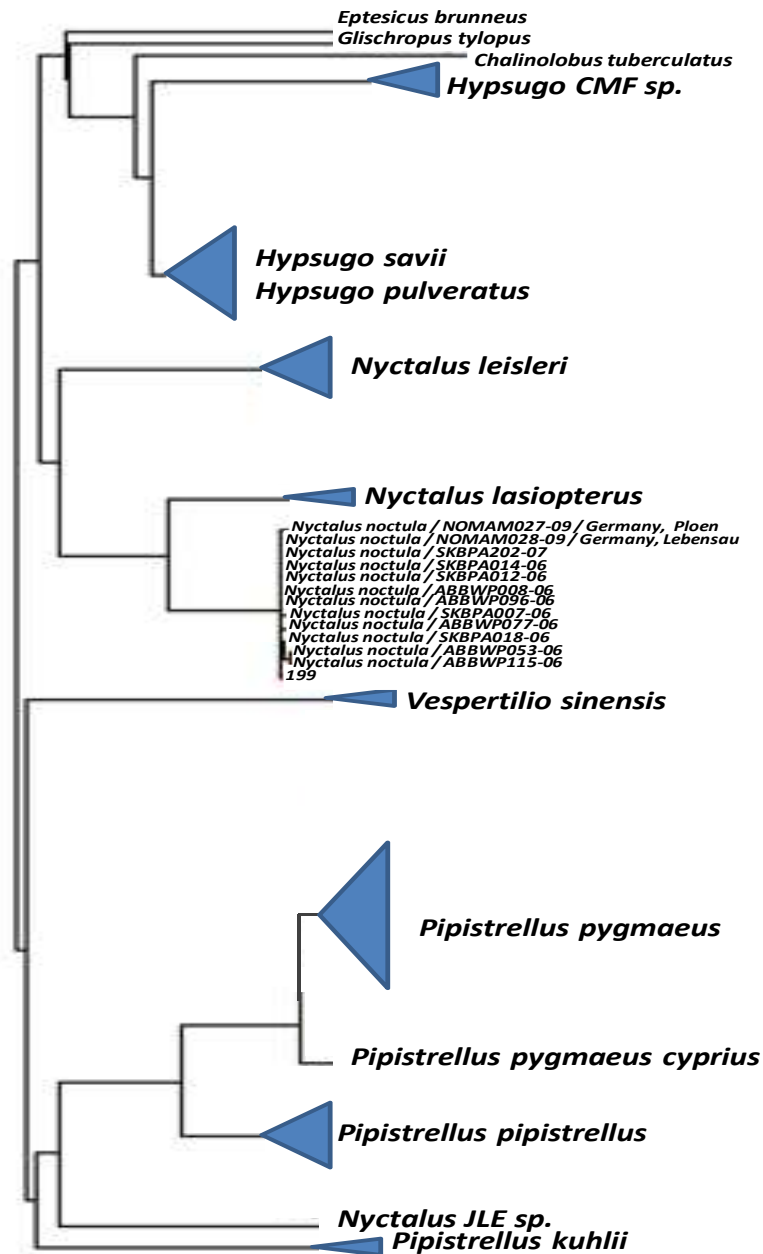 Eptesicus brunneus
Glischropus tylopus
Chalinolobus tuberculatus
Hypsugo CMF sp.
Hypsugo savii
Hypsugo pulveratus
Nyctalus leisleri
Nyctalus lasiopterus
Nyctalus noctula / NOMAM027-09 / Germany, Ploen
Nyctalus noctula / NOMAM028-09 / Germany, Lebensau
Nyctalus noctula / SKBPA202-07
Nyctalus noctula / SKBPA014-06
Nyctalus noctula / SKBPA012-06
Nyctalus noctula / ABBWP008-06
Nyctalus noctula / ABBWP096-06
Nyctalus noctula / SKBPA007-06
Nyctalus noctula / ABBWP077-06
Nyctalus noctula / SKBPA018-06
Nyctalus noctula / ABBWP053-06
Nyctalus noctula / ABBWP115-06
199
Vespertilio sinensis
Pipistrellus pygmaeus
Pipistrellus pygmaeus cyprius
Pipistrellus pipistrellus
Nyctalus JLE sp.
Pipistrellus kuhlii